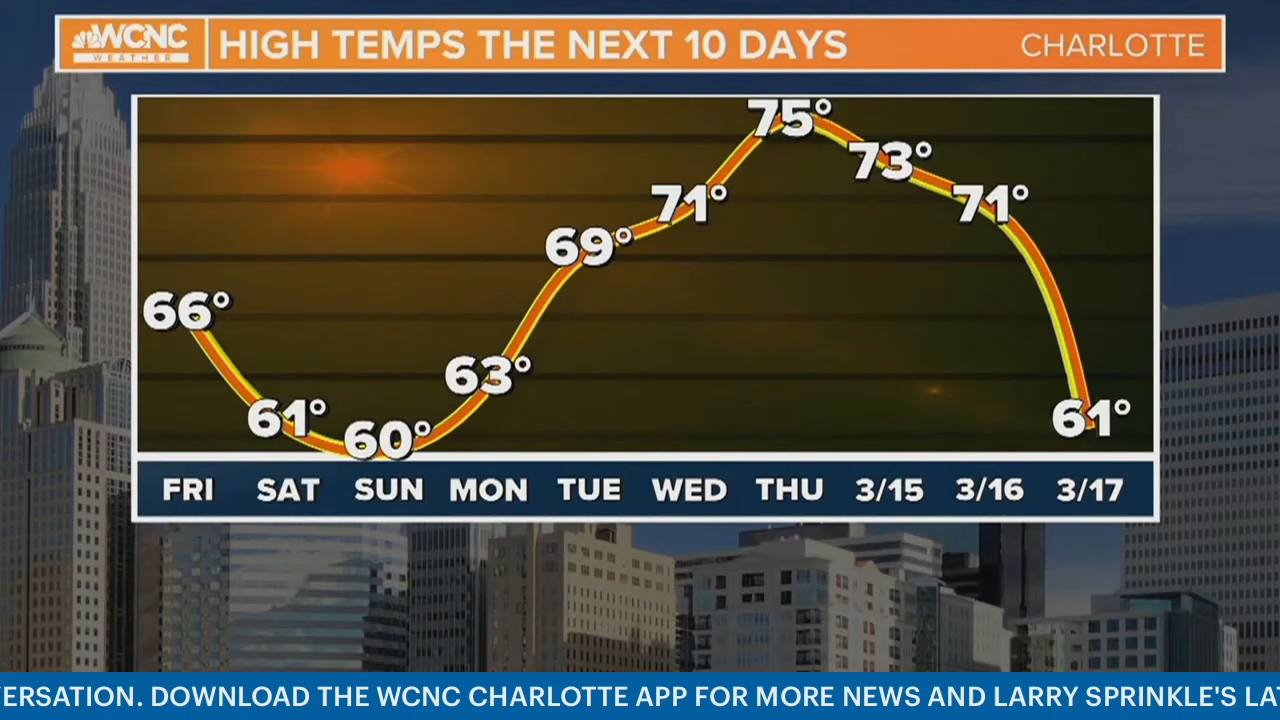 WCNC
WEATHER
HIGH TEMPS THE NEXT 10 DAYS
CHARLOTTE
66° 61° 60° 63° 69° 71° 75° 73° 71° 61°
FRI SAT SUN MON TUE WED THU 3/15 3/16 3/17
VERSATION. DOWNLOAD THE WCNC CHARLOTTE APP FOR MORE NEWS AND LARRY SPRINKLE'S LAT